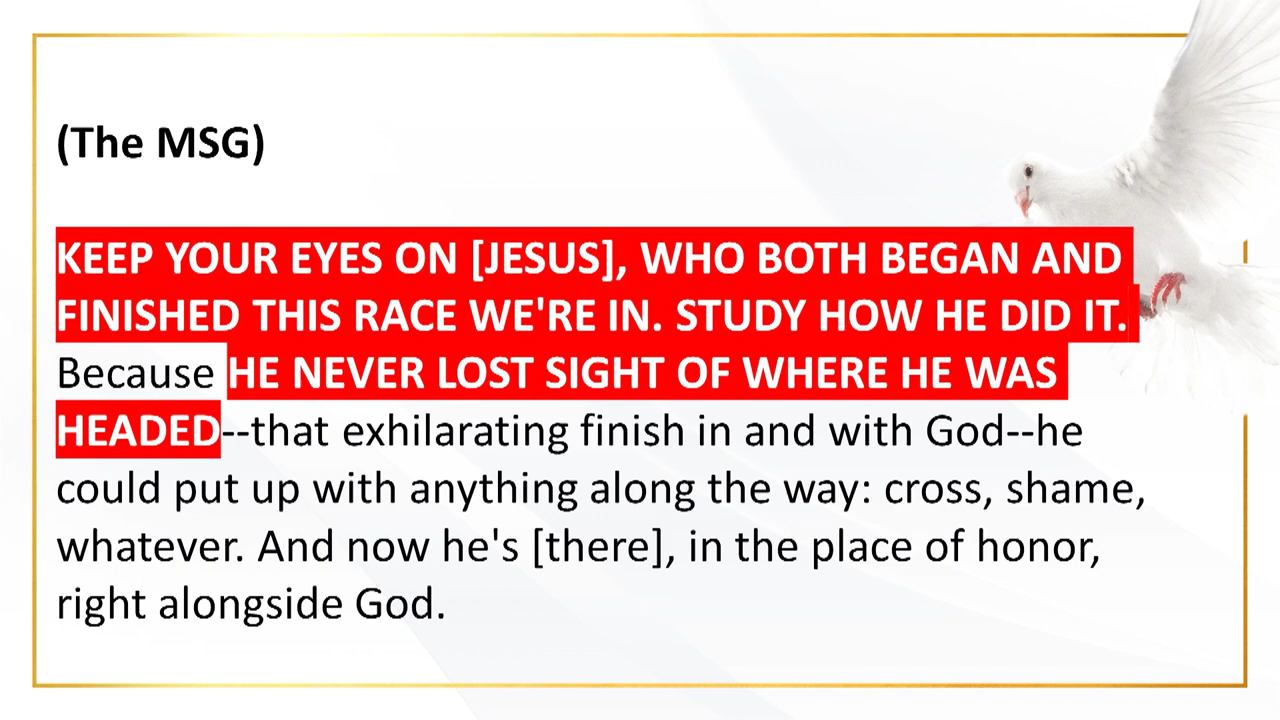 (The MSG)
KEEP YOUR EYES ON [JESUS], WHO BOTH BEGAN AND
FINISHED THIS RACE WE'RE IN. STUDY HOW HE DID IT.
Because HE NEVER LOST SIGHT OF WHERE HE WAS
HEADED--that exhilarating finish in and with God--he
could put up with anything along the way: cross, shame,
whatever. And now he's [there], in the place of honor,
right alongside God.